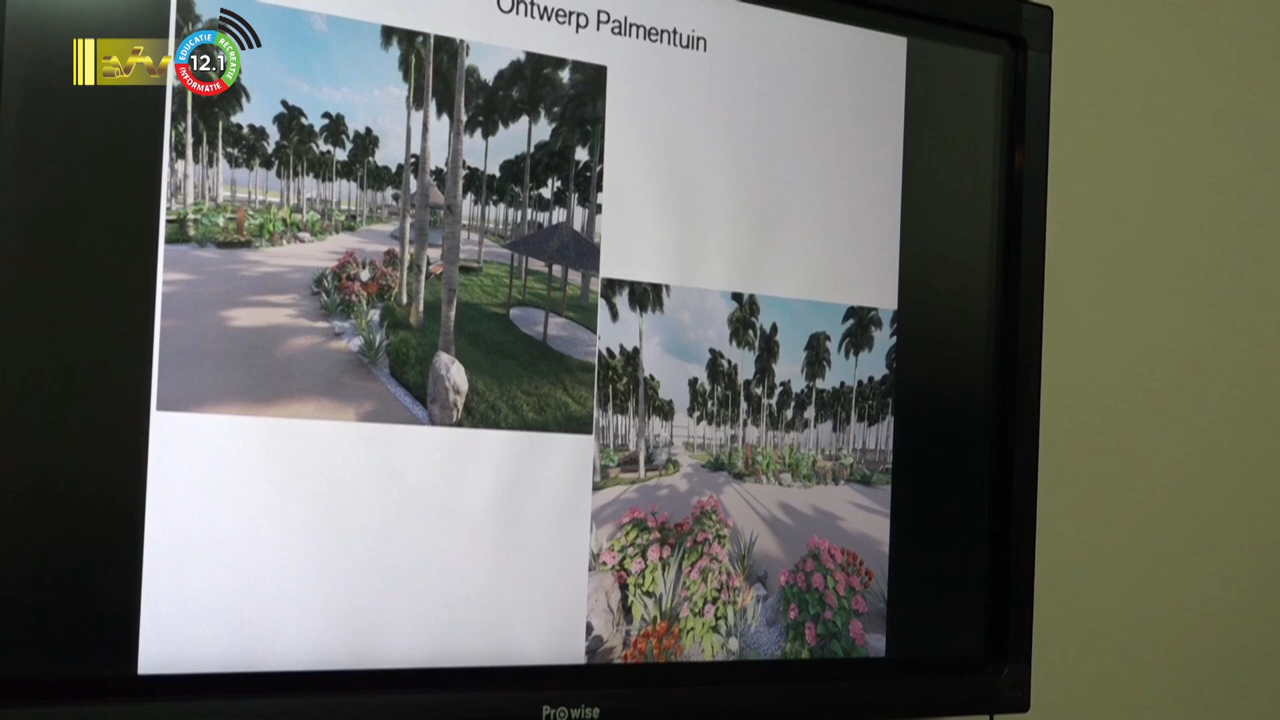 Ontwerp Palmentuin
EDUCATIE
RECREATIE
INFORMATIE
12.1
Prowise